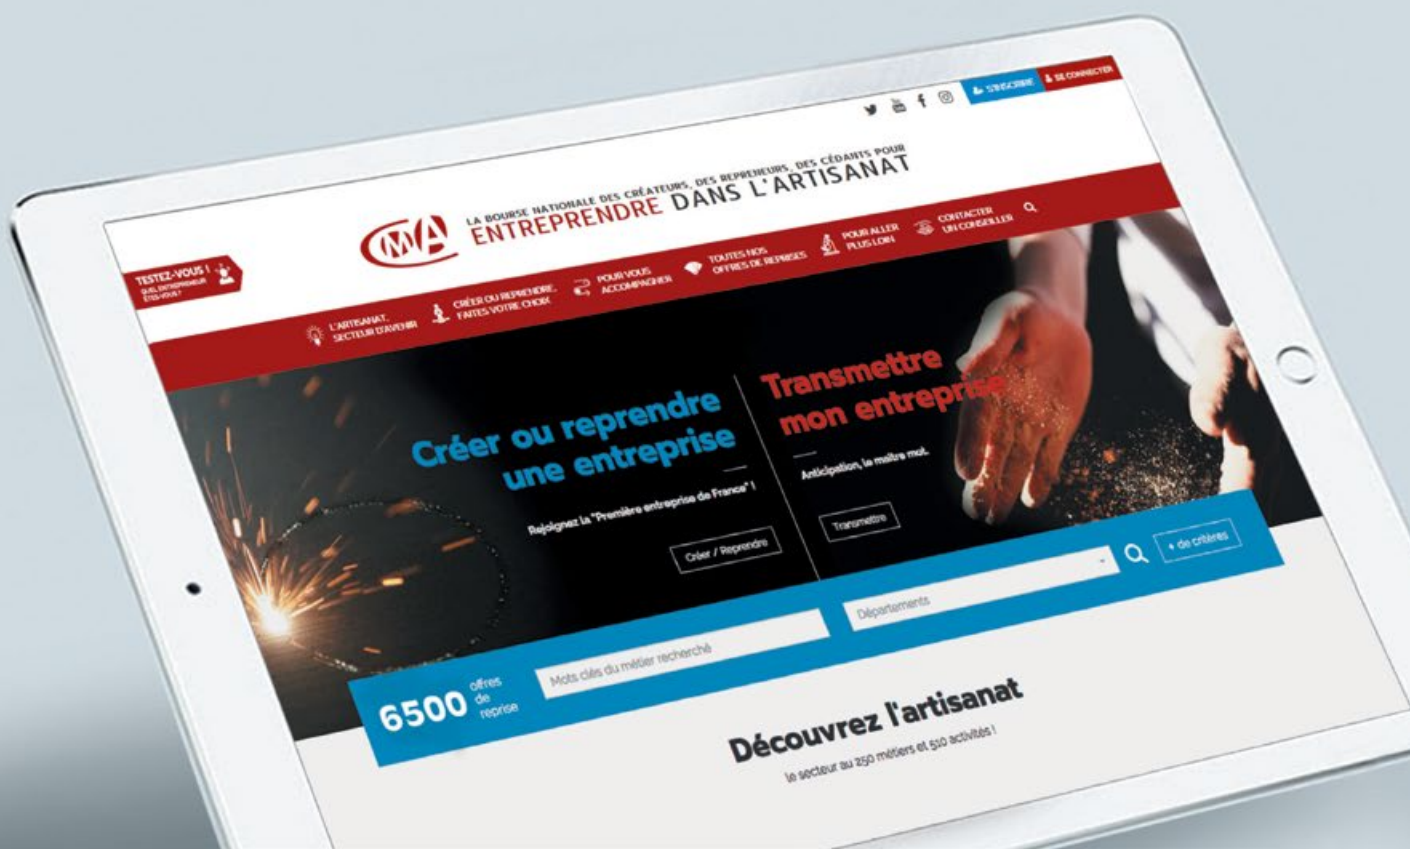 S'INSCRIRE
SE CONNECTER
LA BOURSE NATIONALE DES CRÉATEURS, DES REPRENEURS, DES CÉDANTS POUR
CMA
ENTREPRENDRE DANS L'ARTISANAT
TESTEZ-VOUS !
QUEL ENTREPRENEUR
ÊTES-VOUS ?
L'ARTISANAT,
SECTEUR D'AVENIR
CRÉER OU REPRENDRE,
FAITES VOTRE CHOIX
POUR VOUS
ACCOMPAGNER
TOUTES NOS
OFFRES DE REPRISES
POUR ALLER
PLUS LOIN
CONTACTER
UN CONSEILLER
Créer ou reprendre
une entreprise
Rejoignez la "Première entreprise de France" !
Créer / Reprendre
Transmettre
mon entreprise
Anticipation, le maître mot.
Transmettre
6500
offres
de
reprise
Mots clés du métier recherché
Départements
+ de critères
Découvrez l'artisanat
le secteur au 250 métiers et 510 activités !